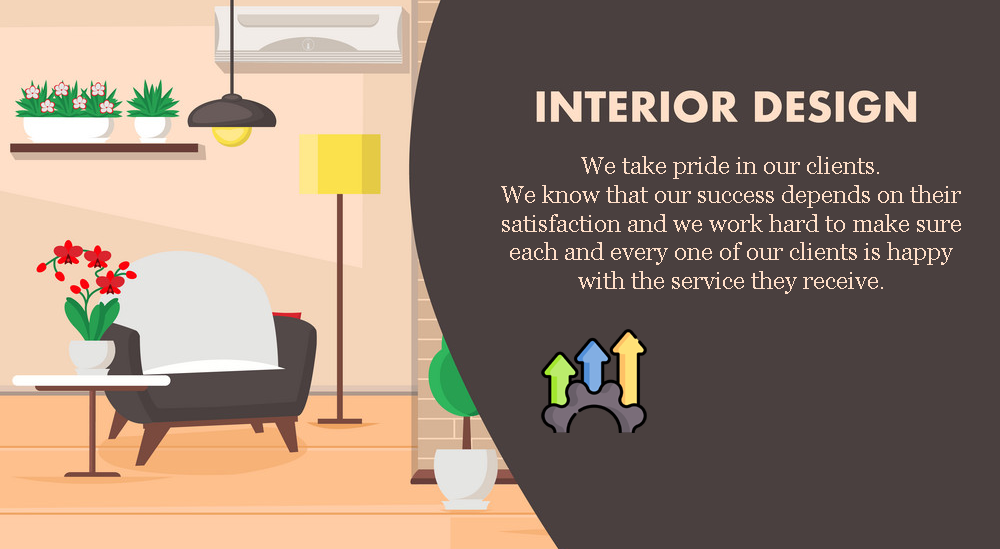 INTERIOR DESIGN
We take pride in our clients.
We know that our success depends on their
satisfaction and we work hard to make sure
each and every one of our clients is happy
with the service they receive.